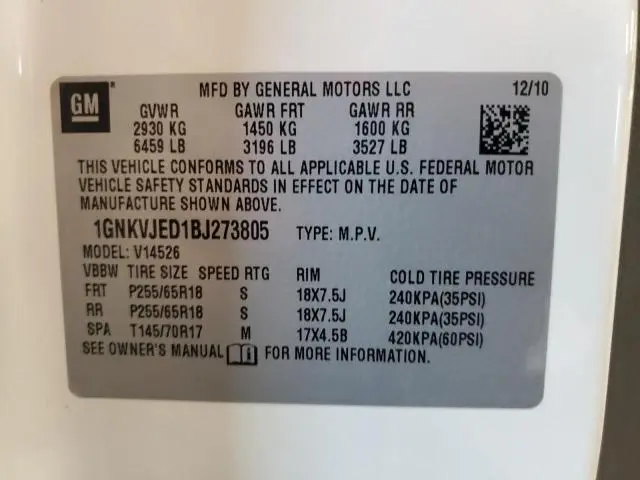 GM MFD BY GENERAL MOTORS LLC 12/10
GVWR GAWR FRT GAWR RR
2930 KG 1450 KG 1600 KG
6459 LB 3196 LB 3527 LB
THIS VEHICLE CONFORMS TO ALL APPLICABLE U.S. FEDERAL MOTOR
VEHICLE SAFETY STANDARDS IN EFFECT ON THE DATE OF
MANUFACTURE SHOWN ABOVE.
1GNKVJED1BJ273805 TYPE: M.P.V.
MODEL: V14526
VBBW TIRE SIZE SPEED RTG RIM COLD TIRE PRESSURE
FRT P255/65R18 S 18X7.5J 240KPA(35PSI)
RR P255/65R18 S 18X7.5J 240KPA(35PSI)
SPA T145/70R17 M 17X4.5B 420KPA(60PSI)
SEE OWNER'S MANUAL FOR MORE INFORMATION.